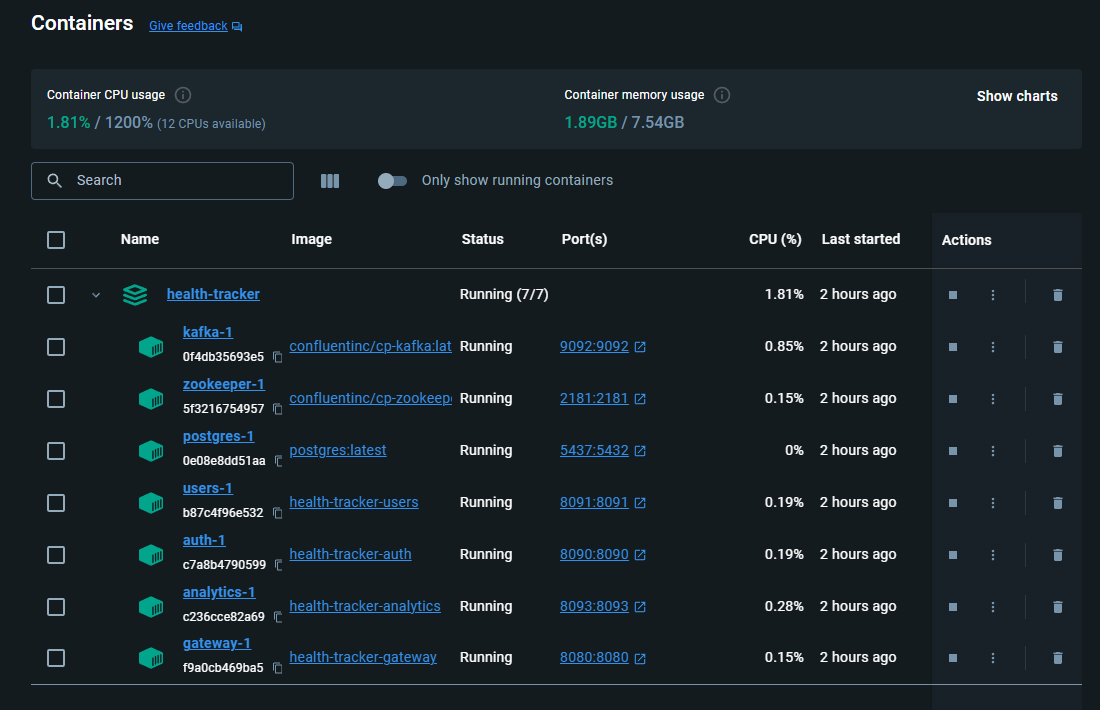 Containers Give feedback
Container CPU usage
1.81% / 1200% (12 CPUs available)
Container memory usage
1.89GB / 7.54GB
Show charts
Search
Only show running containers
Name Image Status Port(s) CPU (%) Last started Actions
health-tracker Running (7/7) 1.81% 2 hours ago
kafka-1
0f4db35693e5 confluentinc/cp-kafka:lat Running 9092:9092 0.85% 2 hours ago
zookeeper-1
5f3216754957 confluentinc/cp-zookeep Running 2181:2181 0.15% 2 hours ago
postgres-1
0e08e8dd51aa postgres:latest Running 5437:5432 0% 2 hours ago
users-1
b87c4f96e532 health-tracker-users Running 8091:8091 0.19% 2 hours ago
auth-1
c7a8b4790599 health-tracker-auth Running 8090:8090 0.19% 2 hours ago
analytics-1
c236cce82a69 health-tracker-analytics Running 8093:8093 0.28% 2 hours ago
gateway-1
f9a0cb469ba5 health-tracker-gateway Running 8080:8080 0.15% 2 hours ago